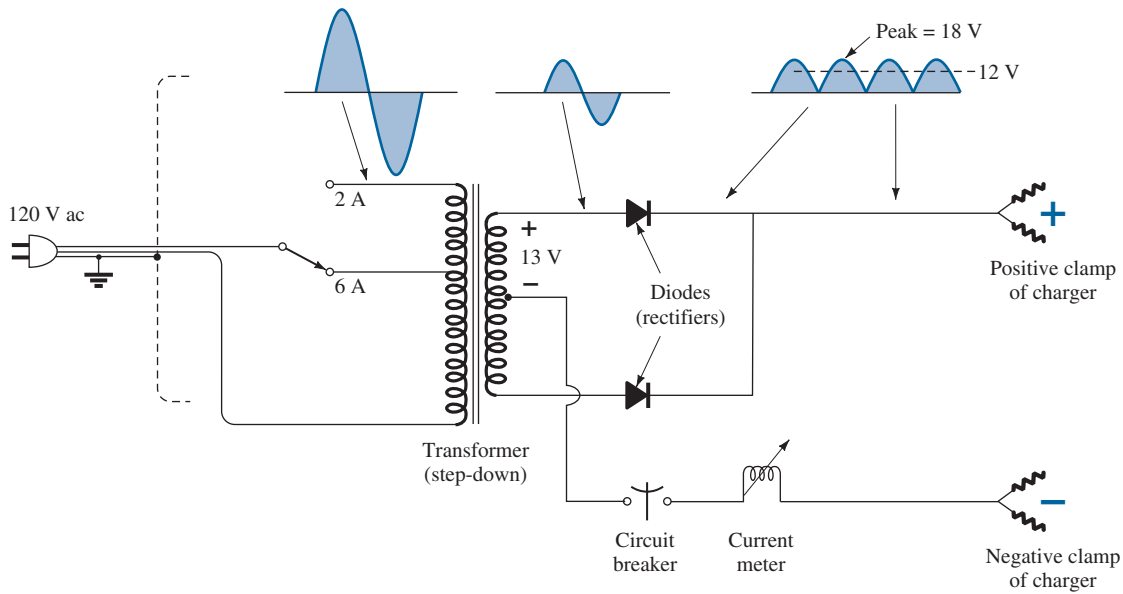 Peak = 18 V
12 V
2 A
120 V ac
+
13 V
−
6 A
Diodes
(rectifiers)
+
Positive clamp
of charger
Transformer
(step-down)
−
Circuit
breaker
Current
meter
Negative clamp
of charger